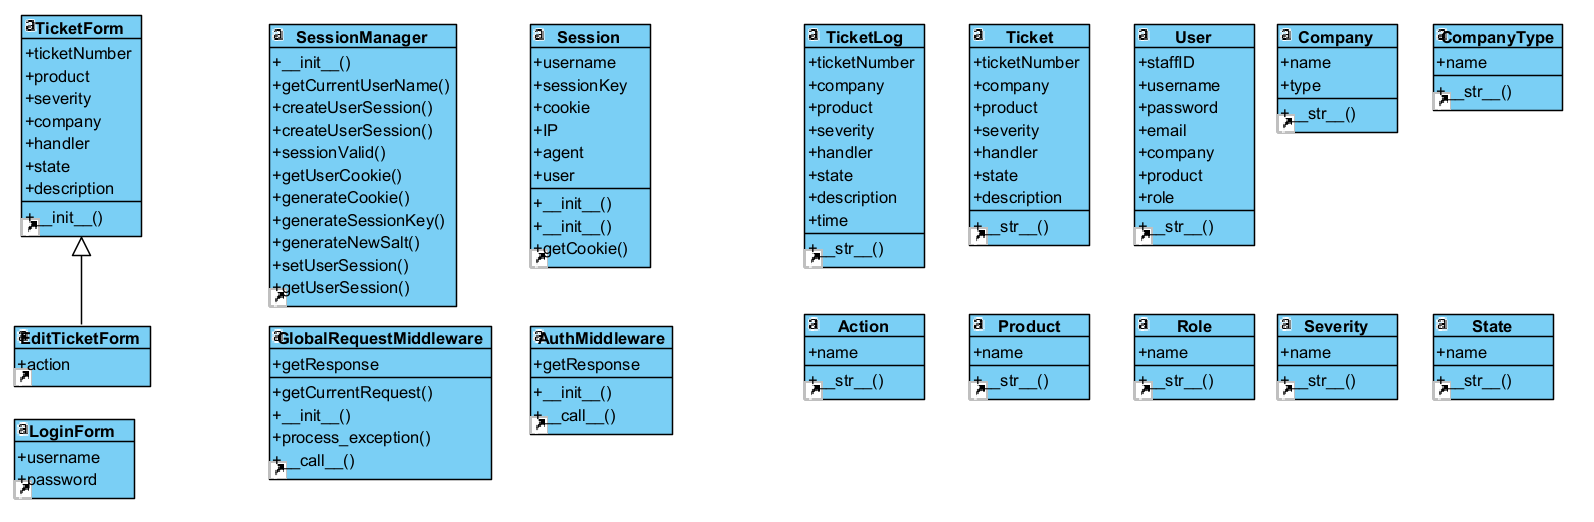 TicketForm
+ticketNumber
+product
+severity
+company
+handler
+state
+description
+__init__()
EditTicketForm
+action
LoginForm
+username
+password
SessionManager
+__init__()
+getCurrentUserName()
+createUserSession()
+createUserSession()
+sessionValid()
+getUserCookie()
+generateCookie()
+generateSessionKey()
+generateNewSalt()
+setUserSession()
+getUserSession()
Session
+username
+sessionKey
+cookie
+IP
+agent
+user
+__init__()
+__init__()
+getCookie()
GlobalRequestMiddleware
+getResponse
+getCurrentRequest()
+__init__()
+process_exception()
+__call__()
AuthMiddleware
+getResponse
+__init__()
+__call__()
TicketLog
+ticketNumber
+company
+product
+severity
+handler
+state
+description
+time
+__str__()
Ticket
+ticketNumber
+company
+product
+severity
+handler
+state
+description
+__str__()
User
+staffID
+username
+password
+email
+company
+product
+role
+__str__()
Company
+name
+type
+__str__()
CompanyType
+name
+__str__()
Action
+name
+__str__()
Product
+name
+__str__()
Role
+name
+__str__()
Severity
+name
+__str__()
State
+name
+__str__()